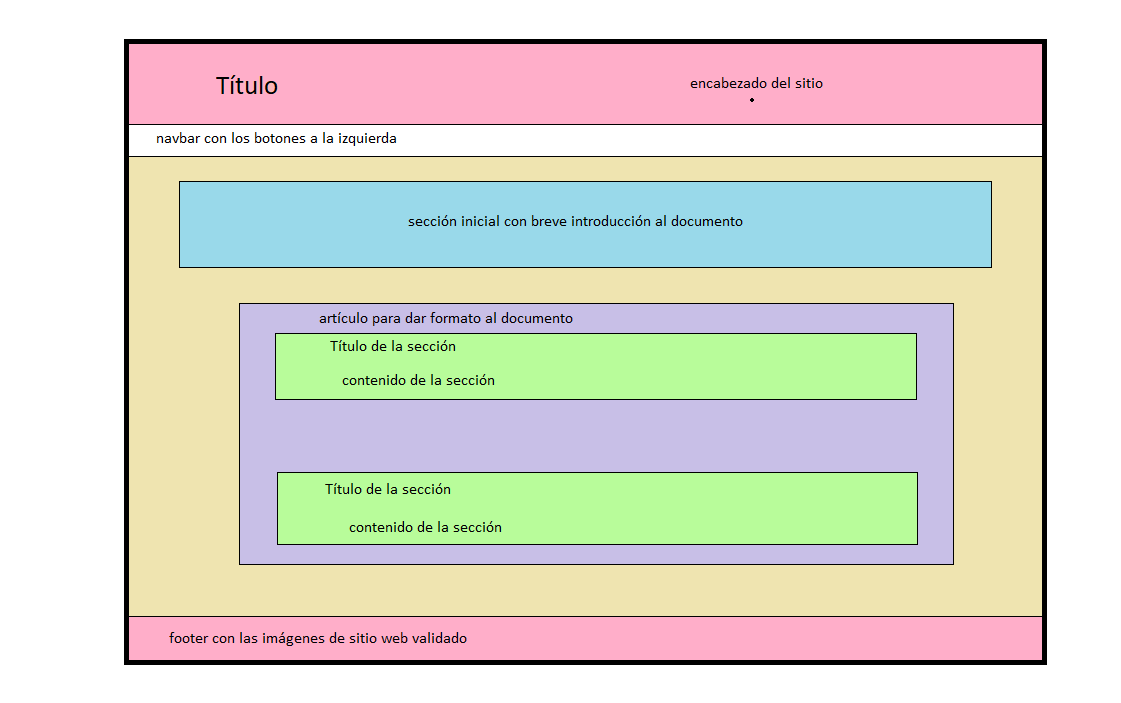 Título
encabezado del sitio
navbar con los botones a la izquierda
sección inicial con breve introducción al documento
artículo para dar formato al documento
Título de la sección
contenido de la sección
Título de la sección
contenido de la sección
footer con las imágenes de sitio web validado